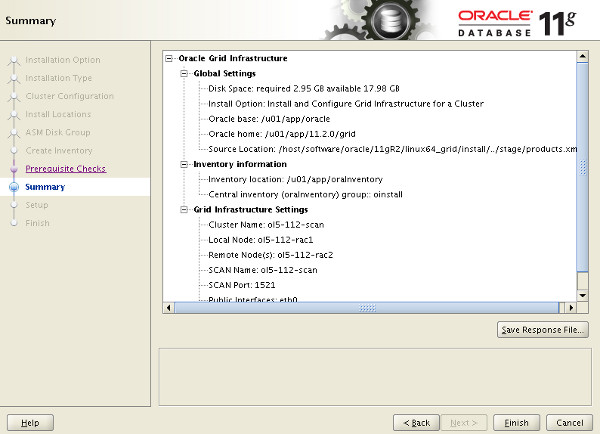 Summary
ORACLE
DATABASE 11g
Installation Option
Installation Type
Cluster Configuration
Install Locations
ASM Disk Group
Create Inventory
Prerequisite Checks
Summary
Setup
Finish
Oracle Grid Infrastructure
Global Settings
Disk Space: required 2.95 GB available 17.98 GB
Install Option: Install and Configure Grid Infrastructure for a Cluster
Oracle base: /u01/app/oracle
Oracle home: /u01/app/11.2.0/grid
Source Location: /host/software/oracle/11gR2/linux64_grid/install/../stage/products.xm
Inventory information
Inventory location: /u01/app/oraInventory
Central inventory (oraInventory) group:: oinstall
Grid Infrastructure Settings
Cluster Name: ol5-112-scan
Local Node: ol5-112-rac1
Remote Node(s): ol5-112-rac2
SCAN Name: ol5-112-scan
SCAN Port: 1521
Public Interfaces: eth0
Save Response File...
Help
< Back
Next >
Finish
Cancel